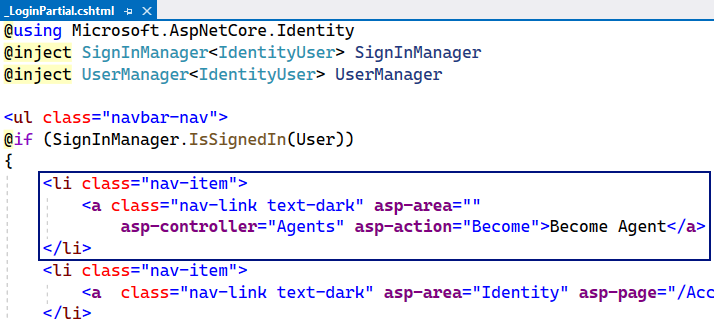 _LoginPartial.cshtml
@using Microsoft.AspNetCore.Identity
@inject SignInManager<IdentityUser> SignInManager
@inject UserManager<IdentityUser> UserManager
<ul class="navbar-nav">
@if (SignInManager.IsSignedIn(User))
{
<li class="nav-item">
<a class="nav-link text-dark" asp-area=""
asp-controller="Agents" asp-action="Become">Become Agent</a>
</li>
<li class="nav-item">
<a  class="nav-link text-dark" asp-area="Identity" asp-page="/Acc
</li>